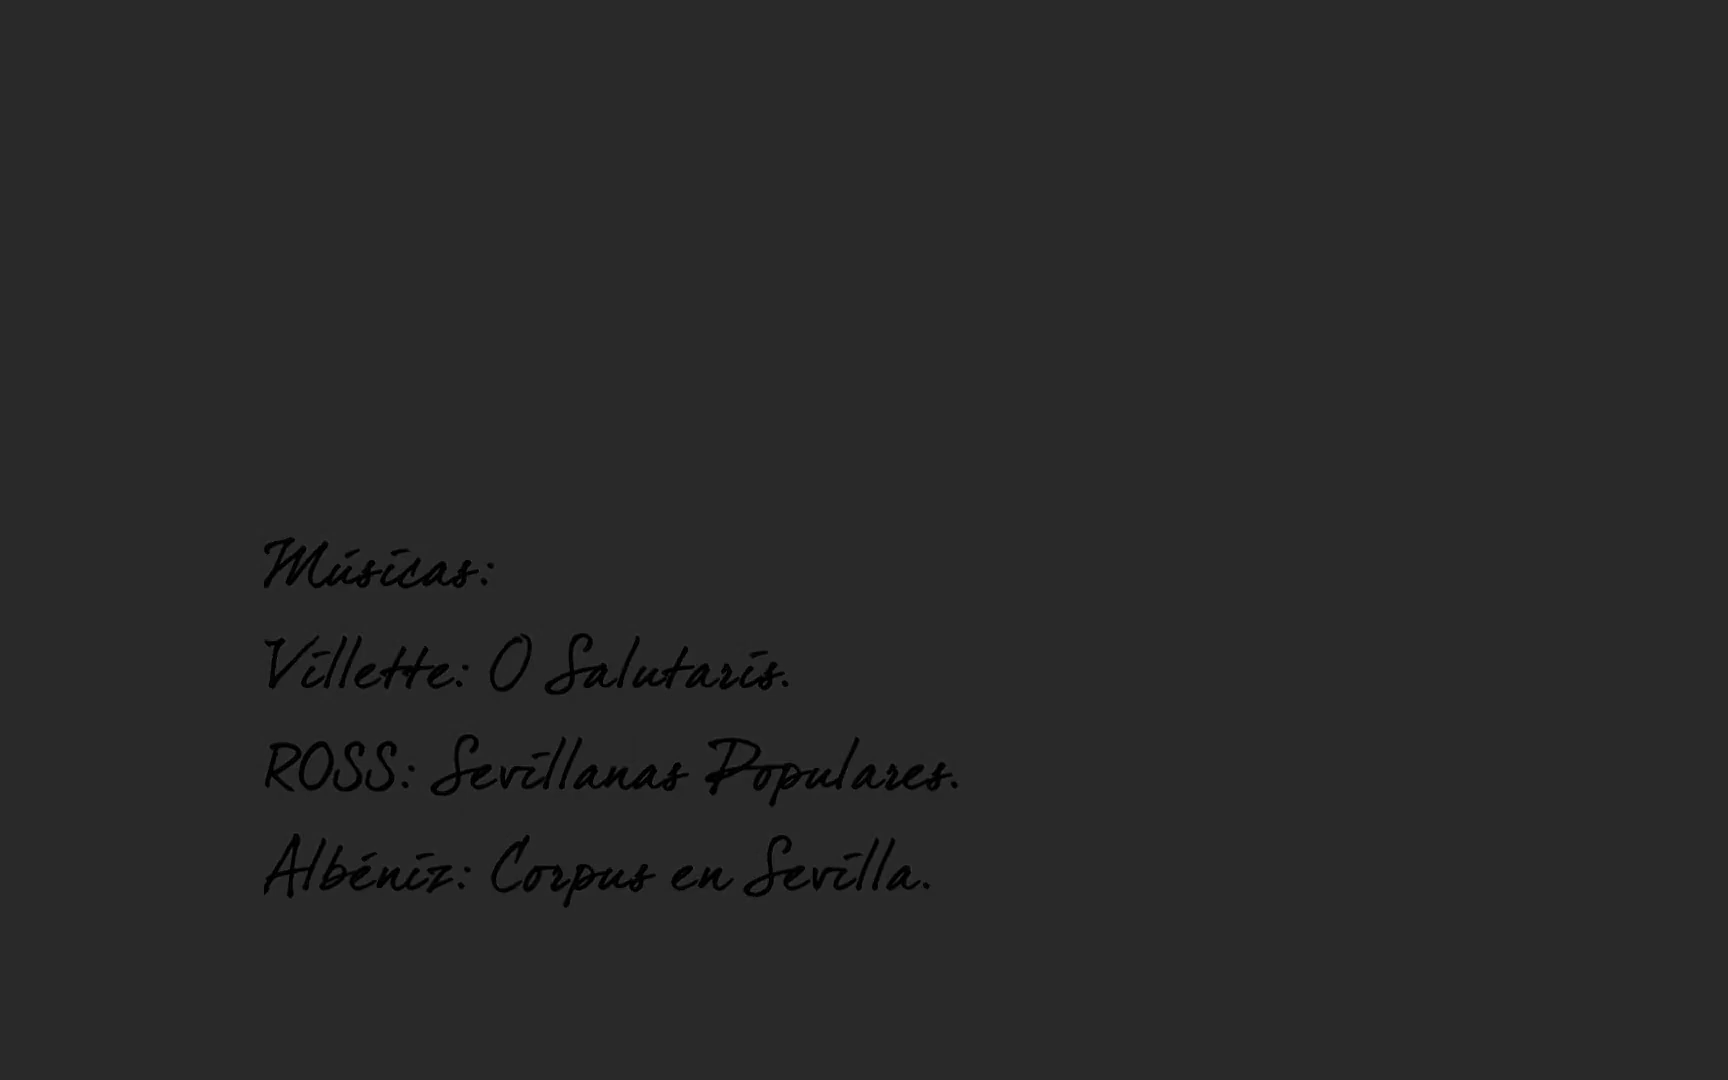 Músicas:
Villette: O Salutaris.
ROSS: Sevillanas Populares.
Albéniz: Corpus en Sevilla.